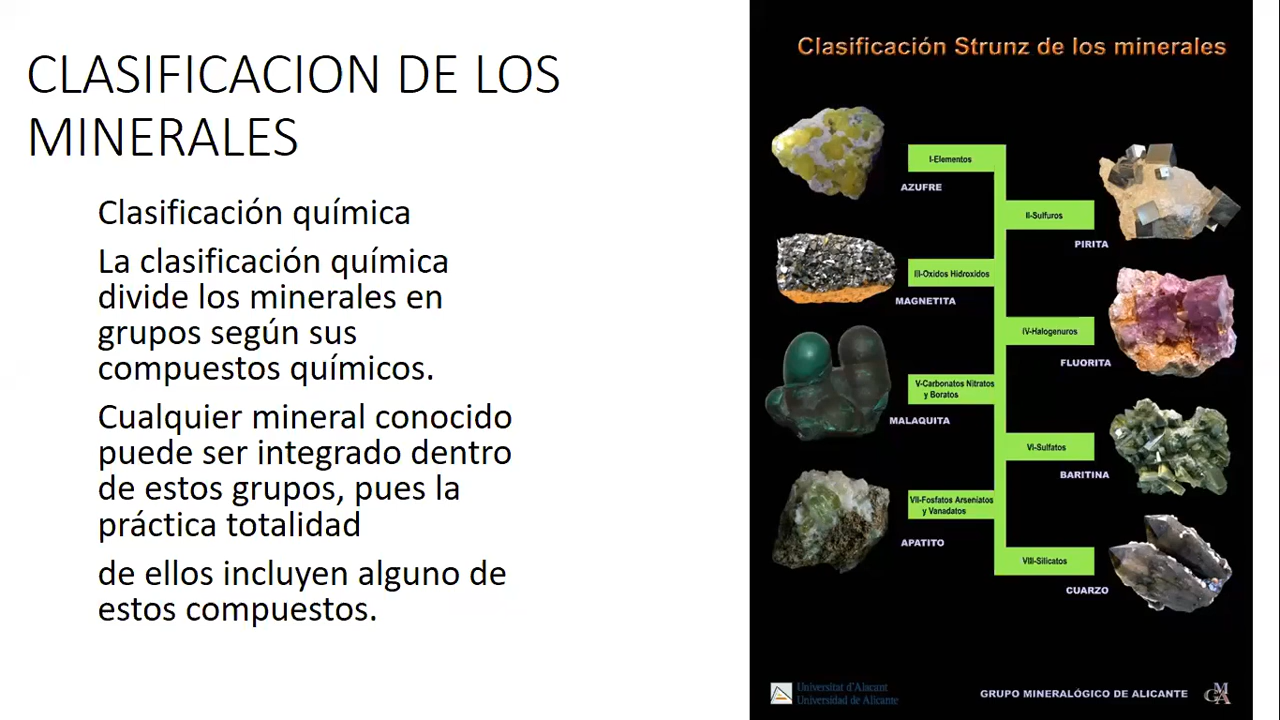 CLASIFICACION DE LOS
MINERALES
Clasificación química
La clasificación química
divide los minerales en
grupos según sus
compuestos químicos.
Cualquier mineral conocido
puede ser integrado dentro
de estos grupos, pues la
práctica totalidad
de ellos incluyen alguno de
estos compuestos.
Clasificación Strunz de los minerales
I-Elementos
AZUFRE
II-Sulfuros
PIRITA
III-Oxidos Hidroxidos
MAGNETITA
IV-Halogenuros
FLUORITA
V-Carbonatos Nitratos
y Boratos
MALAQUITA
VI-Sulfatos
BARITINA
VII-Fosfatos Arseniatos
y Vanadatos
APATITO
VIII-Silicatos
CUARZO
Universitat d'Alacant
Universidad de Alicante
GRUPO MINERALÓGICO DE ALICANTE
MGA